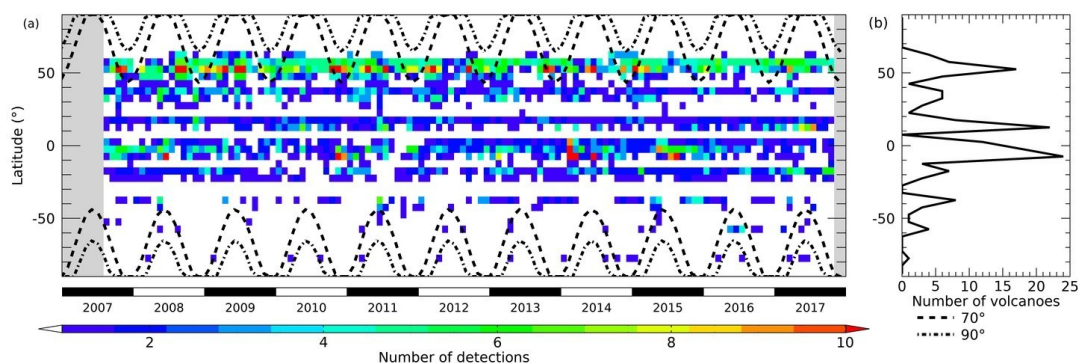 (a)
(b)
Latitude (°)
50
0
-50
50
0
-50
2007 2008 2009 2010 2011 2012 2013 2014 2015 2016 2017
2 4 6 8 10
Number of detections
0 5 10 15 20 25
Number of volcanoes
70°
90°